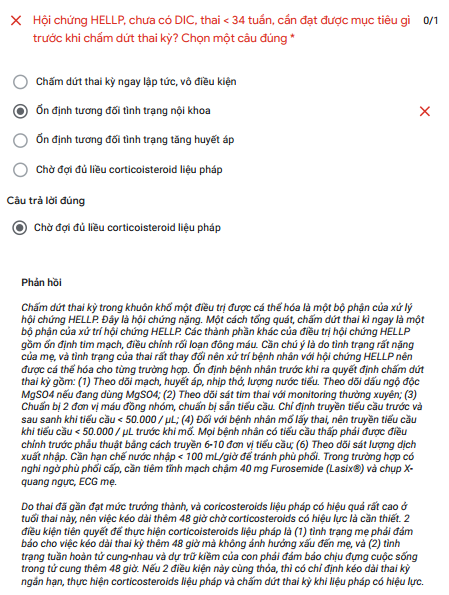 Hội chứng HELLP, chưa có DIC, thai < 34 tuần, cần đạt được mục tiêu gì 0/1
trước khi chấm dứt thai kỳ? Chọn một câu đúng *
Chấm dứt thai kỳ ngay lập tức, vô điều kiện
Ổn định tương đối tình trạng nội khoa
Ổn định tương đối tình trạng tăng huyết áp
Chờ đợi đủ liều corticoisteroid liệu pháp
Câu trả lời đúng
Chờ đợi đủ liều corticoisteroid liệu pháp
Phản hồi
Chấm dứt thai kỳ trong khuôn khổ một điều trị được cá thể hóa là một bộ phận của xử lý
hội chứng HELLP. Đây là hội chứng nặng. Một cách tổng quát, chấm dứt thai kì ngay là một
bộ phận của xử trí hội chứng HELLP. Các thành phần khác của điều trị hội chứng HELLP
gồm ổn định tim mạch, điều chỉnh rối loạn đông máu. Cần chú ý là do tình trạng rất nặng
của mẹ, và tình trạng của thai rất thay đổi nên xử trí bệnh nhân với hội chứng HELLP nên
được cá thể hóa cho từng trường hợp. Ổn định bệnh nhân trước khi ra quyết định chấm dứt
thai kỳ gồm: (1) Theo dõi mạch, huyết áp, nhịp thở, lượng nước tiểu. Theo dõi dấu ngộ độc
MgSO4 nếu đang dùng MgSO4; (2) Theo dõi sát tim thai với monitoring thường xuyên; (3)
Chuẩn bị 2 đơn vị máu đồng nhóm, chuẩn bị sẵn tiểu cầu. Chỉ định truyền tiểu cầu trước và
sau sanh khi tiểu cầu < 50.000 / μL; (4) Đối với bệnh nhân mổ lấy thai, nên truyền tiểu cầu
khi tiểu cầu < 50.000 / μL trước khi mổ. Mọi bệnh nhân có tiểu cầu thấp phải được điều
chỉnh trước phẫu thuật bằng cách truyền 6-10 đơn vị tiểu cầu; (6) Theo dõi sát lượng dịch
xuất nhập. Cần hạn chế nước nhập < 100 mL/giờ để tránh phù phổi. Trong trường hợp có
nghi ngờ phù phổi cấp, cần tiêm tĩnh mạch chậm 40 mg Furosemide (Lasix®) và chụp X-
quang ngực, ECG mẹ.
Do thai đã gần đạt mức trưởng thành, và coricosteroids liệu pháp có hiệu quả rất cao ở
tuổi thai này, nên việc kéo dài thêm 48 giờ chờ corticosteroids có hiệu lực là cần thiết. 2
điều kiện tiên quyết để thực hiện corticosteroids liệu pháp là (1) tình trạng mẹ phải đảm
bảo cho việc kéo dài thai kỳ thêm 48 giờ mà không ảnh hưởng xấu đến mẹ, và (2) tình
trạng tuần hoàn tử cung-nhau và dự trữ kiềm của con phải đảm bảo chịu đựng cuộc sống
trong tử cung thêm 48 giờ. Nếu 2 điều kiện này cùng thỏa, thì có chỉ định kéo dài thai kỳ
ngắn hạn, thực hiện corticosteroids liệu pháp và chấm dứt thai kỳ khi liệu pháp có hiệu lực.